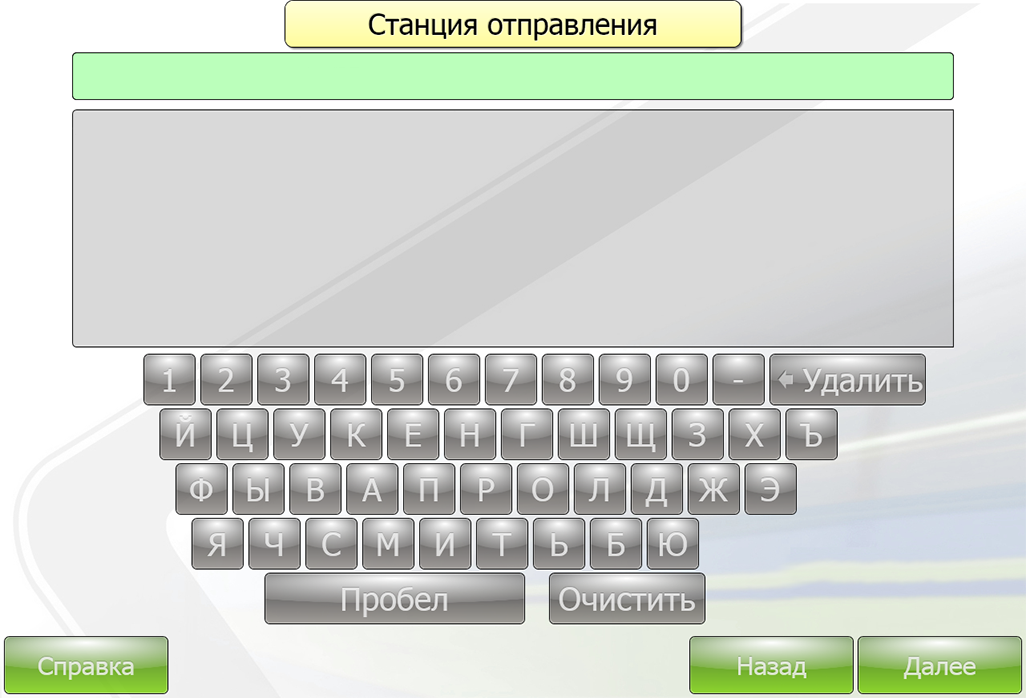 Станция отправления
1 2 3 4 5 6 7 8 9 0 - Удалить
Й Ц У К Е Н Г Ш Щ З Х Ъ
Ф Ы В А П Р О Л Д Ж Э
Я Ч С М И Т Ь Б Ю
Пробел Очистить
Справка Назад Далее